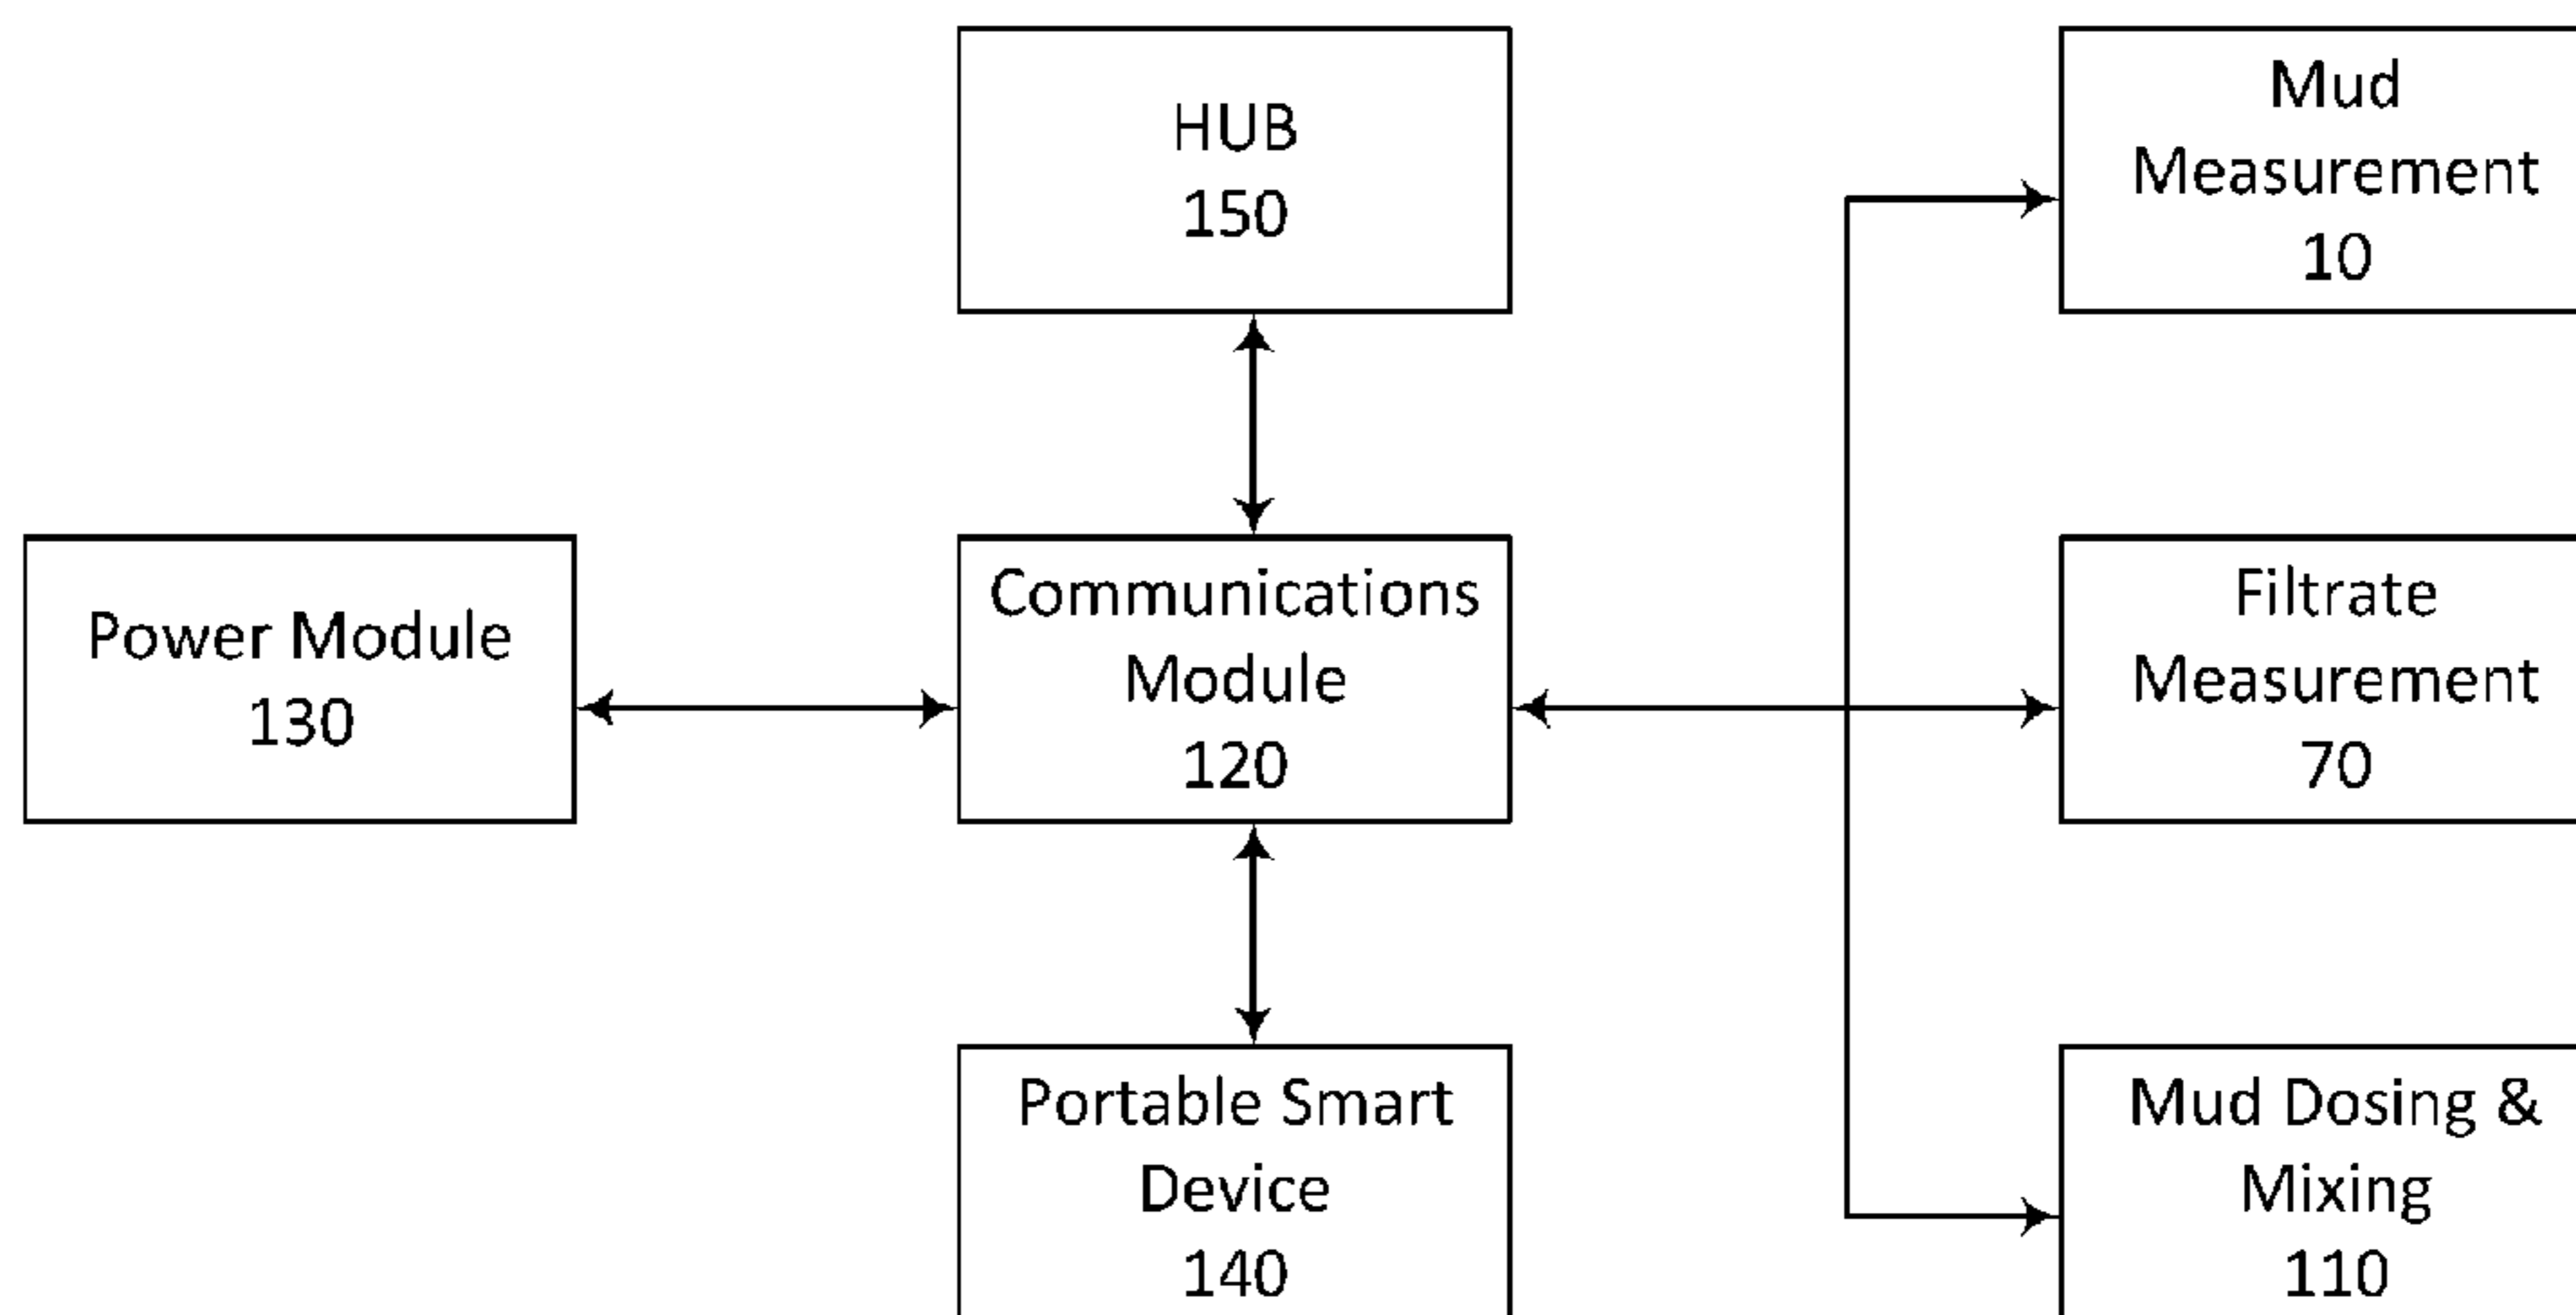 HUB
150
Mud
Measurement
10
Power Module
130
Communications
Module
120
Filtrate
Measurement
70
Portable Smart
Device
140
Mud Dosing &
Mixing
110